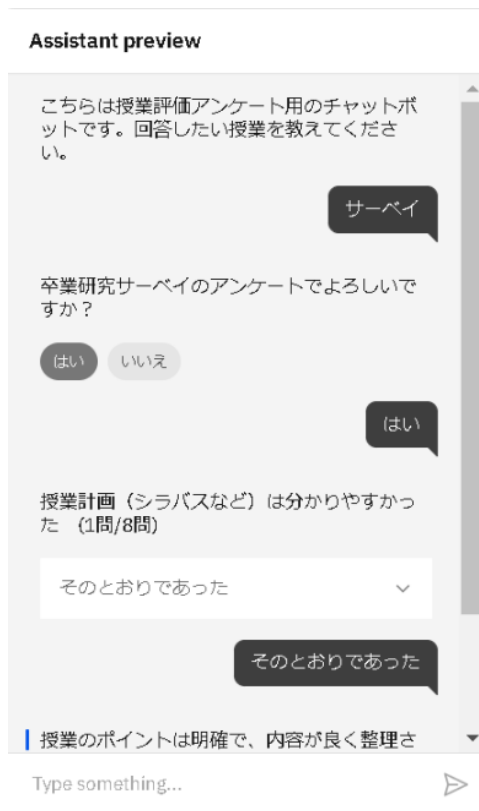 Assistant preview
こちらは授業評価アンケート用のチャットボ
ットです。回答したい授業を教えてくださ
い。
サーベイ
卒業研究サーベイのアンケートでよろしいで
すか？
はい いいえ
はい
授業計画（シラバスなど）は分かりやすかっ
た　(1問/8問)
そのとおりであった
そのとおりであった
授業のポイントは明確で、内容が良く整理さ
Type something...